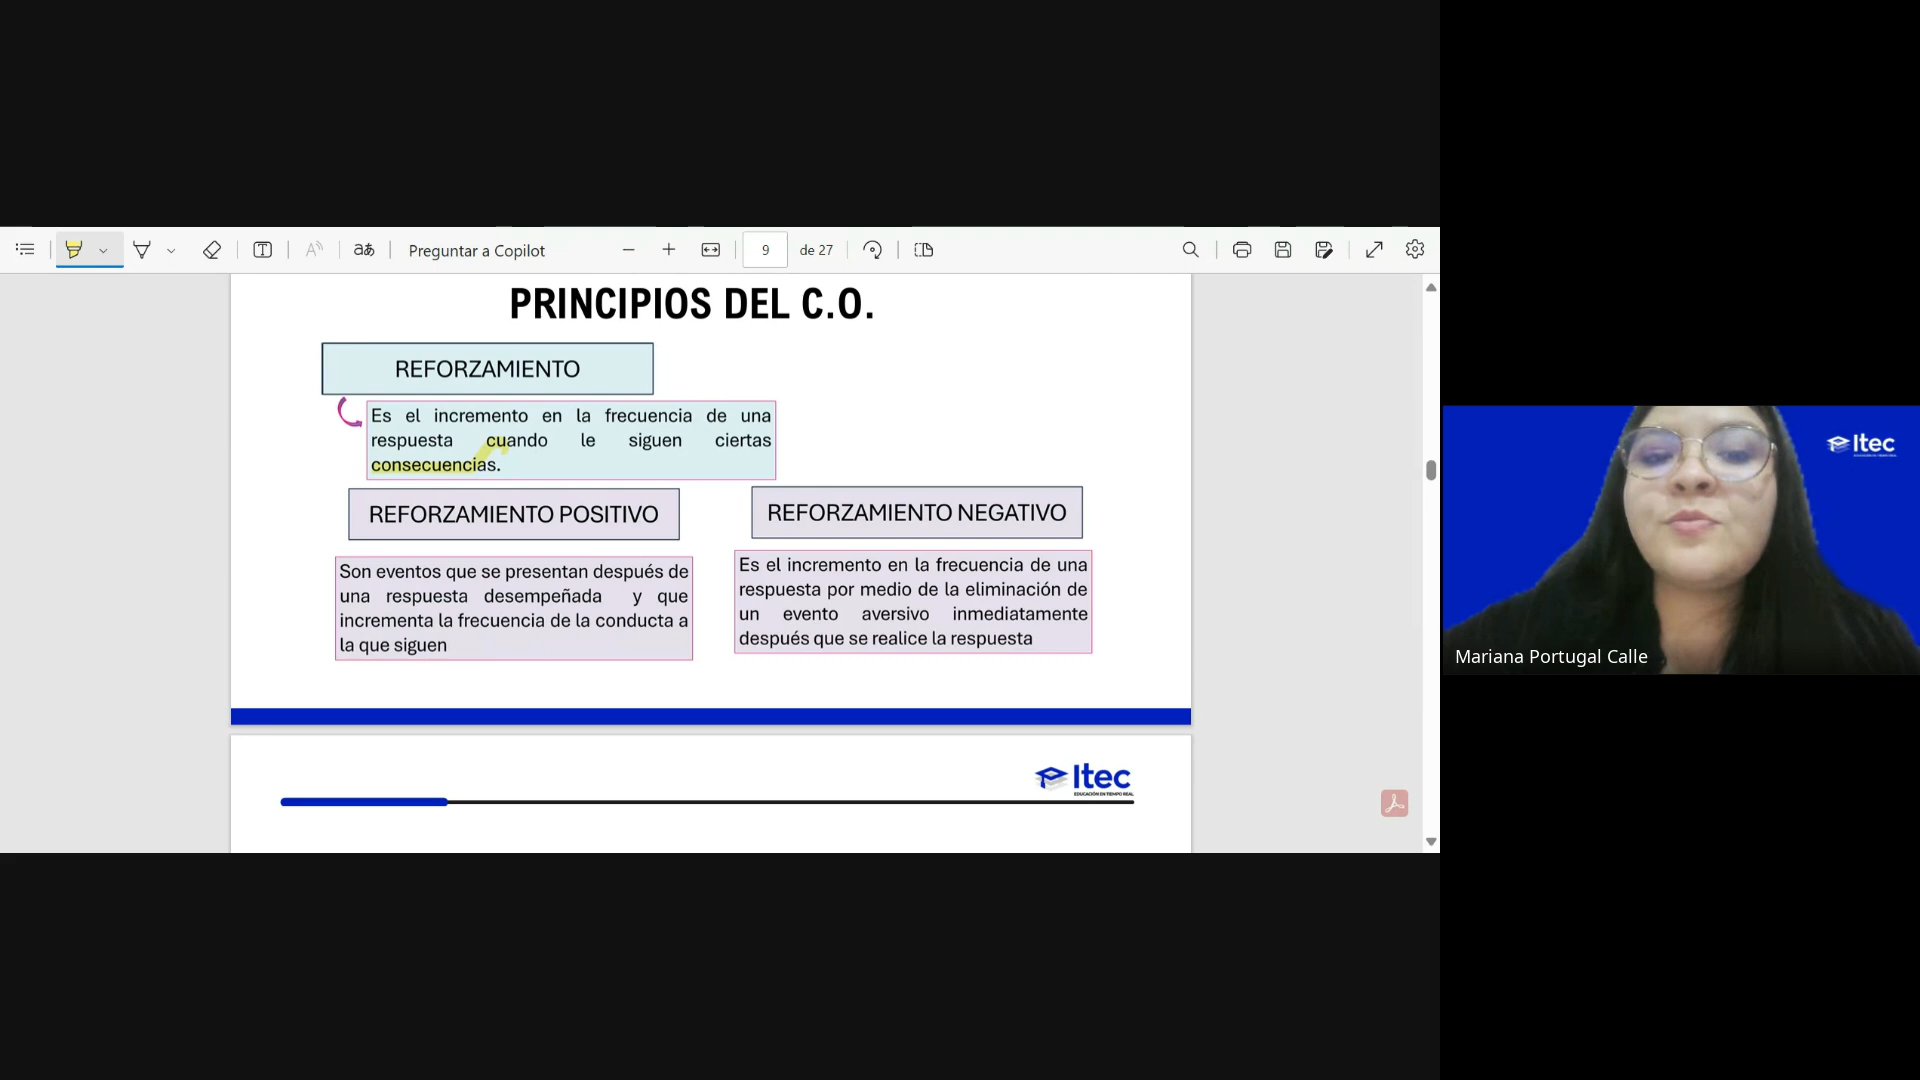 Preguntar a Copilot
9 de 27
PRINCIPIOS DEL C.O.
REFORZAMIENTO
Es el incremento en la frecuencia de una
respuesta cuando le siguen ciertas
consecuencias.
REFORZAMIENTO POSITIVO
Son eventos que se presentan después de
una respuesta desempeñada y que
incrementa la frecuencia de la conducta a
la que siguen
REFORZAMIENTO NEGATIVO
Es el incremento en la frecuencia de una
respuesta por medio de la eliminación de
un evento aversivo inmediatamente
después que se realice la respuesta
Itec
EDUCACIÓN EN TIEMPO REAL
Itec
Mariana Portugal Calle